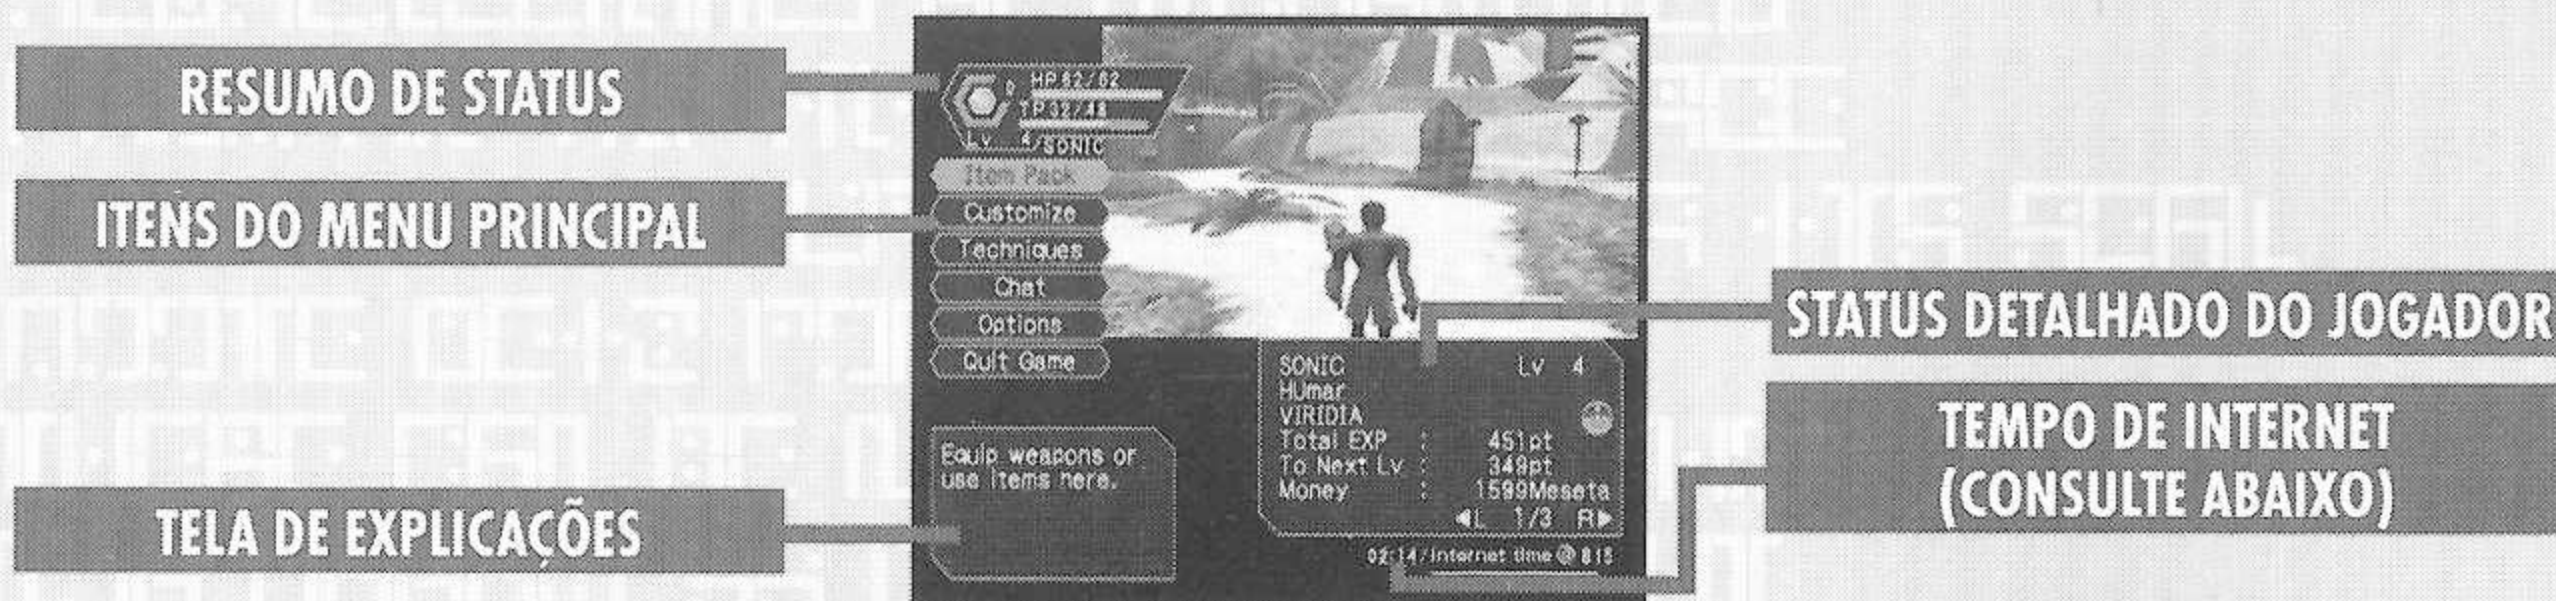 RESUMO DE STATUS
ITENS DO MENU PRINCIPAL
TELA DE EXPLICAÇÕES
HP 62/62
TP 32/48
Lv 4/SONIC
Item Pack
Customize
Techniques
Chat
Options
Quit Game
Equip weapons or
use items here.
SONIC Lv 4
HUmar
VIRIDIA
Total EXP : 451pt
To Next Lv : 349pt
Money : 1599Meseta
◀L 1/3 R▶
02:14/Internet time @ 815
STATUS DETALHADO DO JOGADOR
TEMPO DE INTERNET
(CONSULTE ABAIXO)